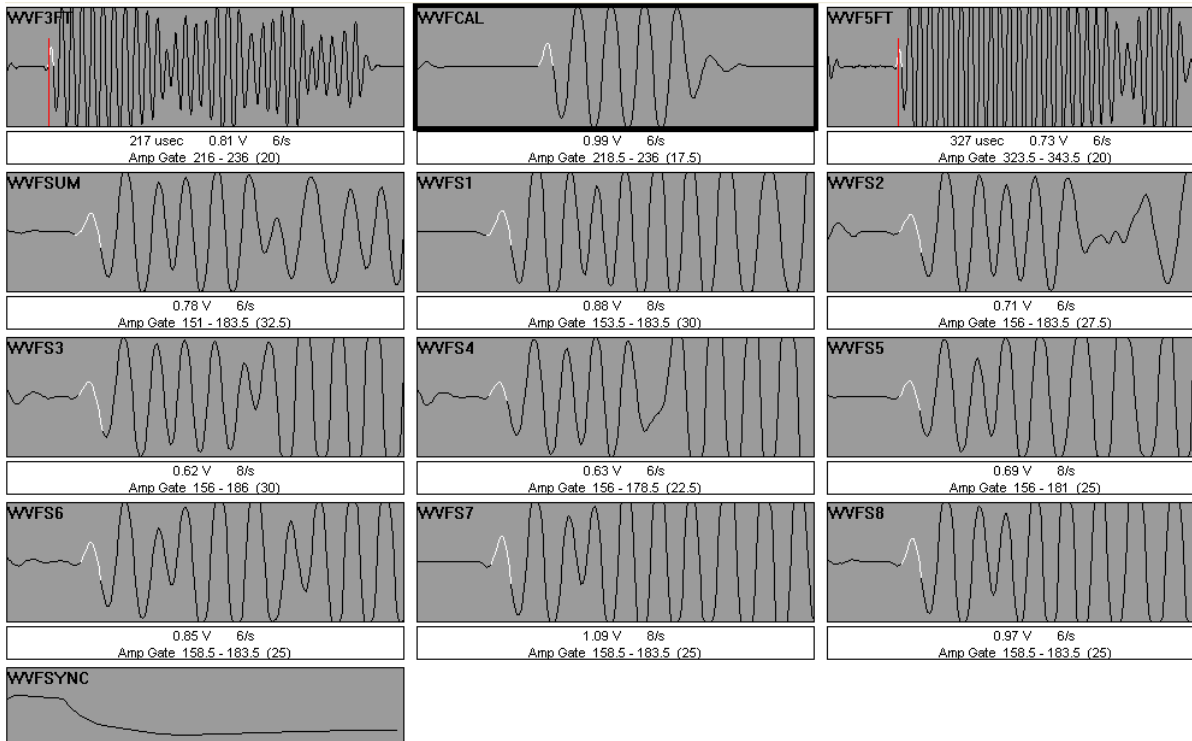 WVF3FT WVFCAL WVF5FT
217 usec 0.81 V 6/s 0.99 V 6/s 327 usec 0.73 V 6/s
Amp Gate 216 - 236 (20) Amp Gate 218.5 - 236 (17.5) Amp Gate 323.5 - 343.5 (20)
WVFSUM WVFS1 WVFS2
0.78 V 6/s 0.88 V 8/s 0.71 V 6/s
Amp Gate 151 - 183.5 (32.5) Amp Gate 153.5 - 183.5 (30) Amp Gate 156 - 183.5 (27.5)
WVFS3 WVFS4 WVFS5
0.62 V 8/s 0.63 V 6/s 0.69 V 8/s
Amp Gate 156 - 186 (30) Amp Gate 156 - 178.5 (22.5) Amp Gate 156 - 181 (25)
WVFS6 WVFS7 WVFS8
0.85 V 6/s 1.09 V 8/s 0.97 V 6/s
Amp Gate 158.5 - 183.5 (25) Amp Gate 158.5 - 183.5 (25) Amp Gate 158.5 - 183.5 (25)
WVFSYNC